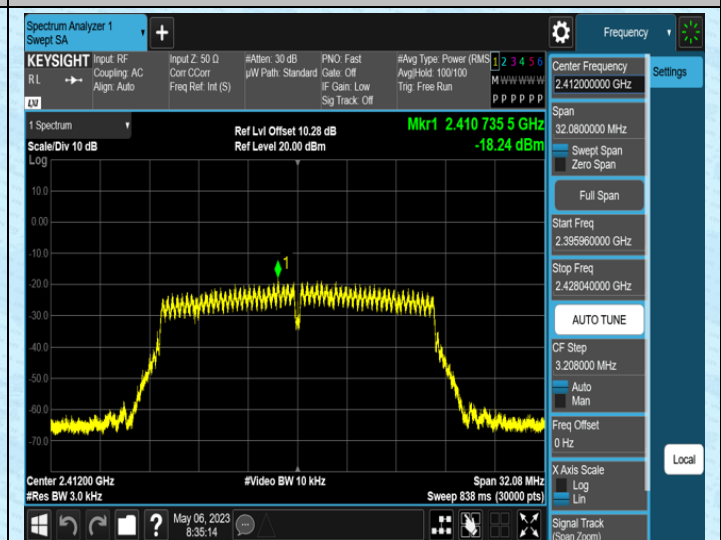 Spectrum Analyzer 1
Swept SA
+
Frequency
KEYSIGHT
RL
LXI
Input: RF
Coupling: AC
Align: Auto
Input Z: 50 Ω
Corr CCorr
Freq Ref: Int (S)
#Atten: 30 dB
µW Path: Standard
PNO: Fast
Gate: Off
IF Gain: Low
Sig Track: Off
#Avg Type: Power (RMS
Avg|Hold: 100/100
Trig: Free Run
1 2 3 4 5 6
M W W W W W
P P P P P P
Center Frequency
2.412000000 GHz
Settings
Span
32.0800000 MHz
Swept Span
Zero Span
Full Span
Start Freq
2.395960000 GHz
Stop Freq
2.428040000 GHz
AUTO TUNE
CF Step
3.208000 MHz
Auto
Man
Freq Offset
0 Hz
X Axis Scale
Log
Lin
Local
Signal Track
(Span Zoom)
1 Spectrum
Scale/Div 10 dB
Ref Lvl Offset 10.28 dB
Ref Level 20.00 dBm
Mkr1 2.410 735 5 GHz
-18.24 dBm
Log
10.0
0.00
-10.0
-20.0
-30.0
-40.0
-50.0
-60.0
-70.0
1
Center 2.41200 GHz
#Res BW 3.0 kHz
#Video BW 10 kHz
Span 32.08 MHz
Sweep 838 ms (30000 pts)
?
May 06, 2023
8:35:14